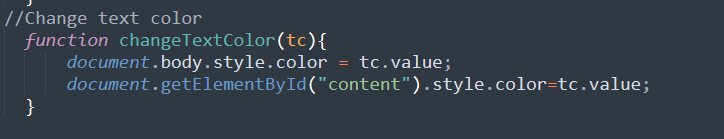 }
//Change text color
function changeTextColor(tc){
document.body.style.color = tc.value;
document.getElementById("content").style.color=tc.value;
}